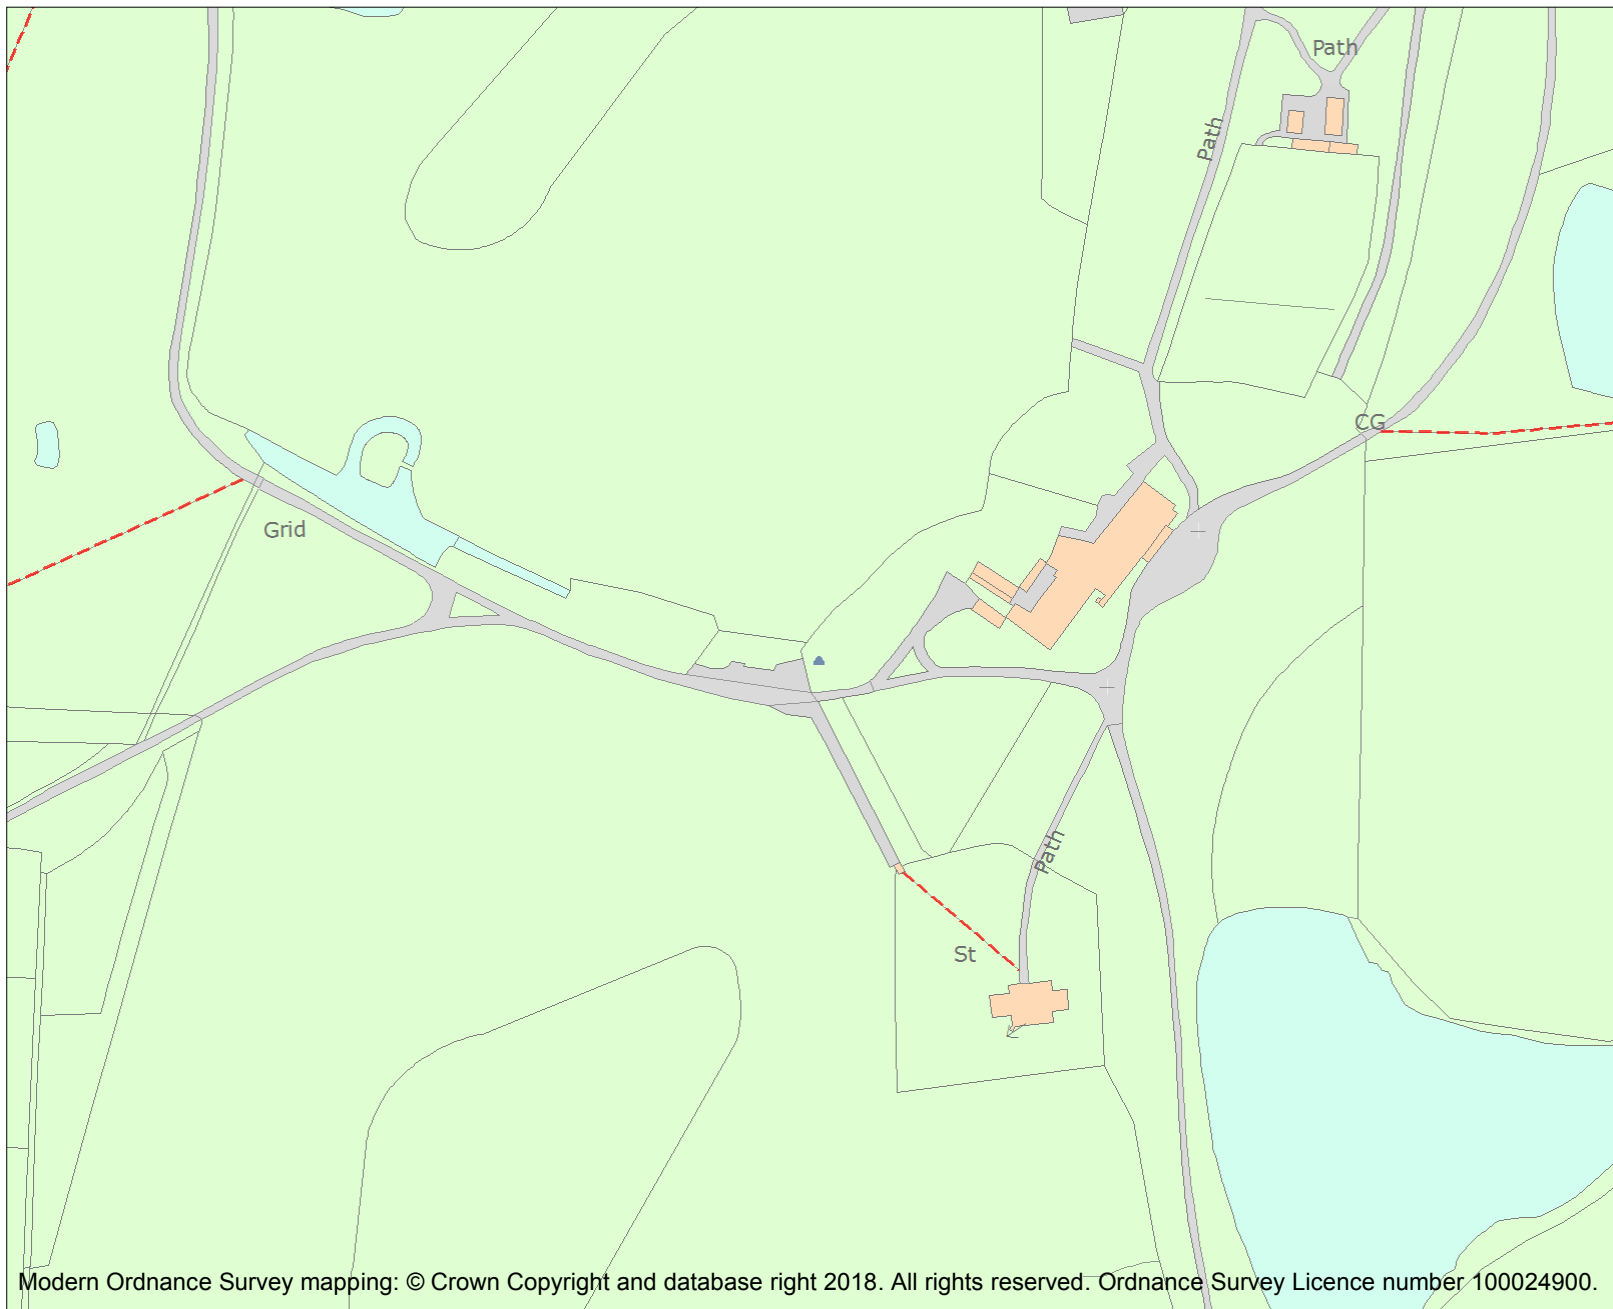 Path
Path
CG
Grid
Path
St
Modern Ordnance Survey mapping: © Crown Copyright and database right 2018. All rights reserved. Ordnance Survey Licence number 100024900.